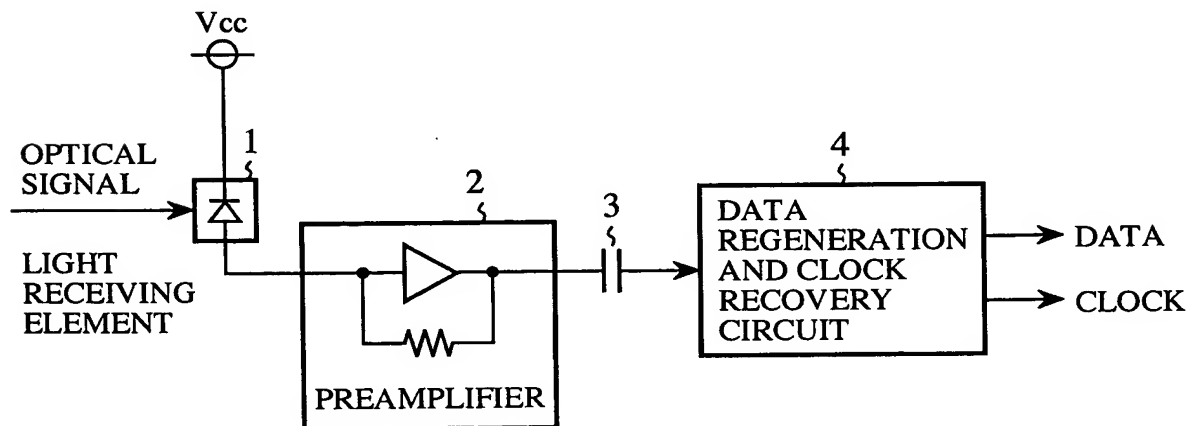 Vcc
1
OPTICAL
SIGNAL
LIGHT
RECEIVING
ELEMENT
2
PREAMPLIFIER
3
4
DATA
REGENERATION
AND CLOCK
RECOVERY
CIRCUIT
DATA
CLOCK